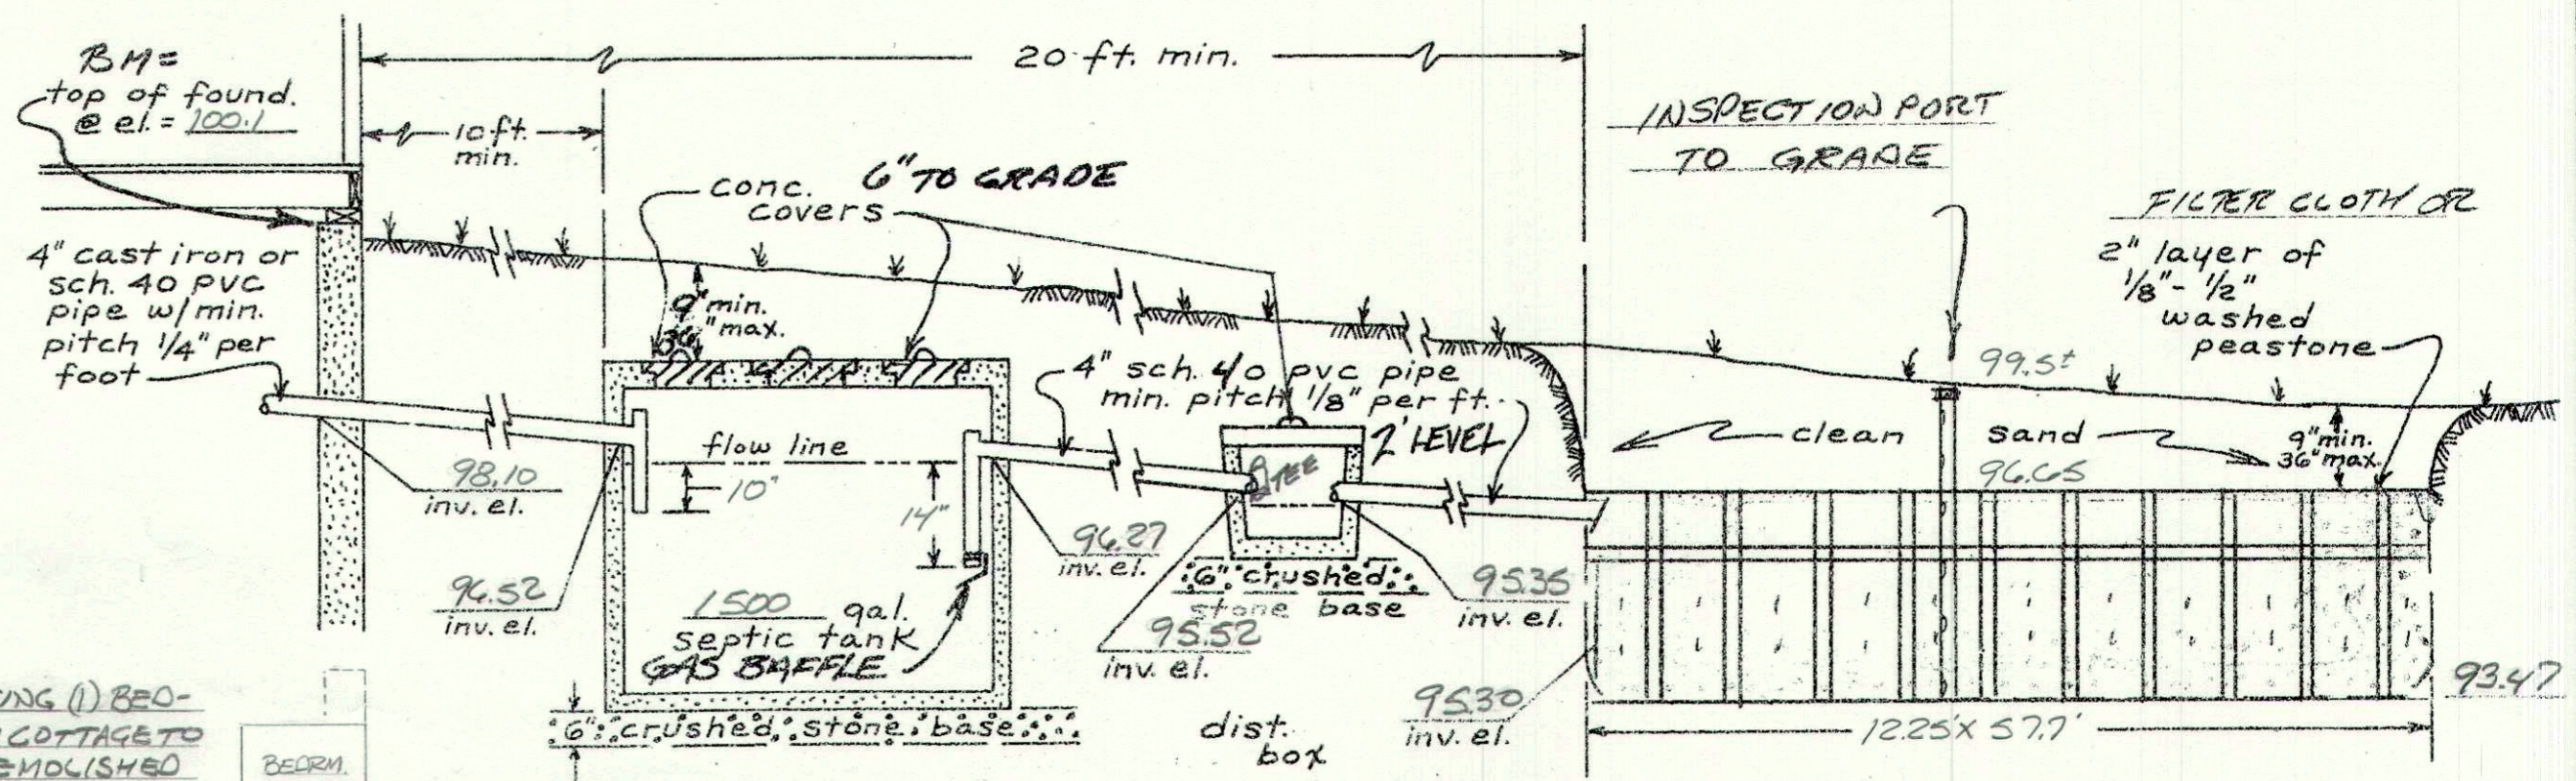 BM=
top of found.
@ el. = 100.1
20 ft. min.
10 ft.
min.
INSPECTION PORT
TO GRADE
conc.
covers
6" TO GRADE
FILTER CLOTH OR
2" layer of
1/8" - 1/2"
washed
peastone
4" cast iron or
sch. 40 PVC
pipe w/min.
pitch 1/4" per
foot
9" min.
36" max.
4" sch. 40 pvc pipe
min. pitch 1/8" per ft.
2' LEVEL
99.5±
clean sand
9" min.
36" max.
96.65
flow line
10"
14"
TEE
98.10
inv. el.
96.52
inv. el.
96.27
inv. el.
6" crushed
stone base
95.35
inv. el.
95.52
inv. el.
1500 gal.
septic tank
GAS BAFFLE
95.30
inv. el.
93.47
6" crushed stone base
dist.
box
12.25' X 57.7'
(1) BED-
COTTAGE TO
BEDRM.